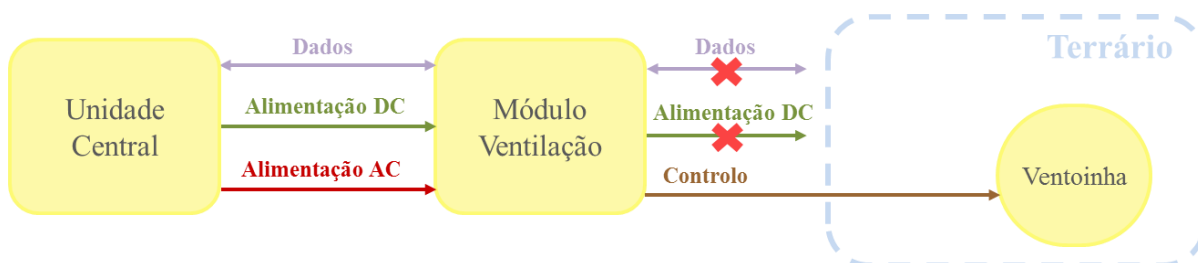 Unidade
Central
Dados
Alimentação DC
Alimentação AC
Módulo
Ventilação
Dados
Alimentação DC
Controlo
Terrário
Ventoinha